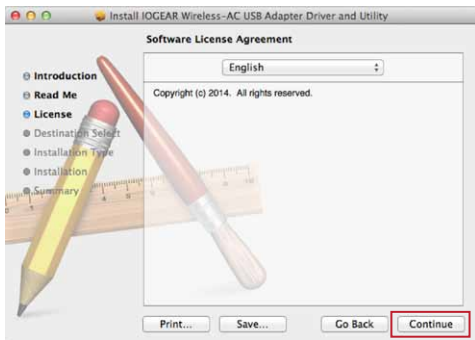 Install IOGEAR Wireless-AC USB Adapter Driver and Utility
Software License Agreement
English
Introduction
Read Me
License
Destination Select
Installation Type
Installation
Summary
Copyright (c) 2014. All rights reserved.
Print...
Save...
Go Back
Continue